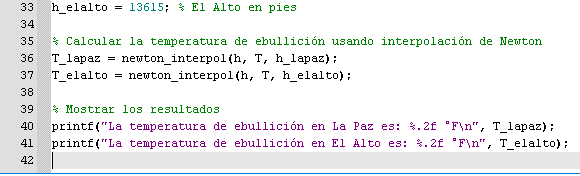 33 h_elalto = 13615; % El Alto en pies
34
35 % Calcular la temperatura de ebullición usando interpolación de Newton
36 T_lapaz = newton_interpol(h, T, h_lapaz);
37 T_elalto = newton_interpol(h, T, h_elalto);
38
39 % Mostrar los resultados
40 printf("La temperatura de ebullición en La Paz es: %.2f °F\n", T_lapaz);
41 printf("La temperatura de ebullición en El Alto es: %.2f °F\n", T_elalto);
42